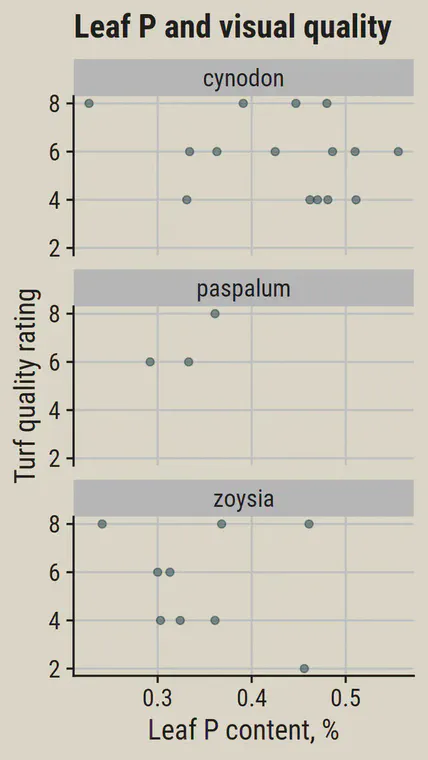 Leaf P and visual quality
cynodon
8
6
4
2
paspalum
8
6
4
2
zoysia
8
6
4
2
0.3 0.4 0.5
Leaf P content, %
Turf quality rating